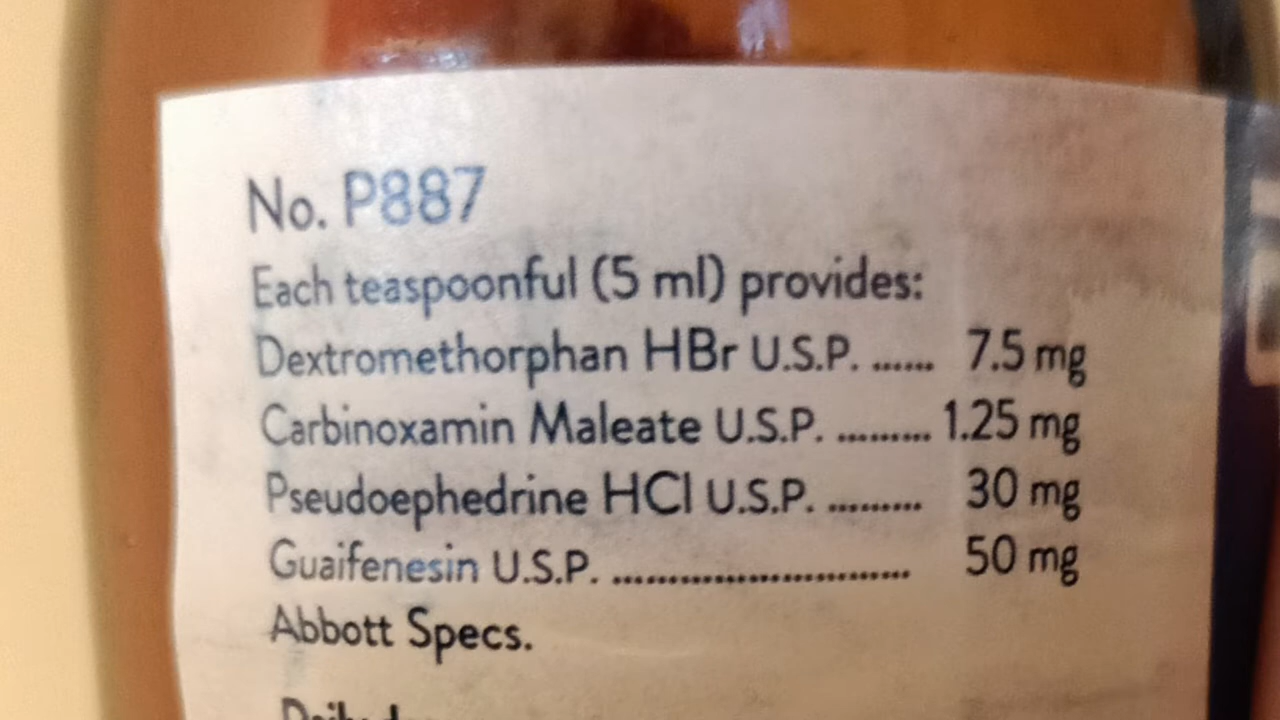 No. P887
Each teaspoonful (5 ml) provides:
Dextromethorphan HBr U.S.P. ...... 7.5 mg
Carbinoxamin Maleate U.S.P. ......... 1.25 mg
Pseudoephedrine HCl U.S.P. ......... 30 mg
Guaifenesin U.S.P. ............................. 50 mg
Abbott Specs.